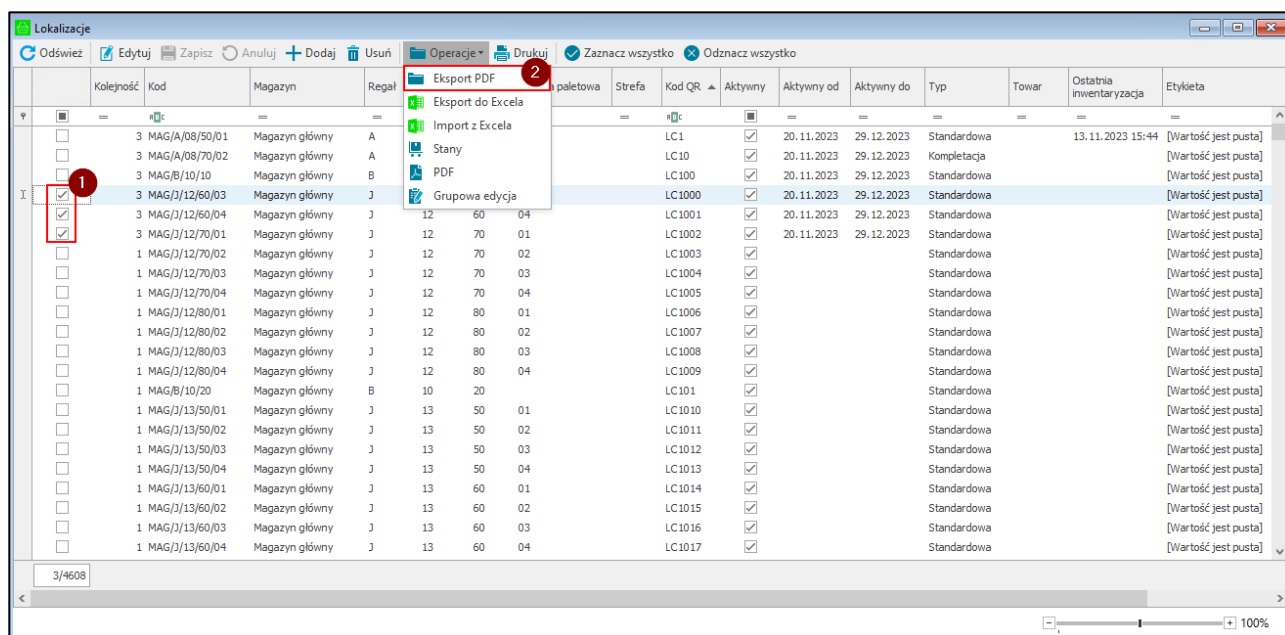 Lokalizacje
Odśwież Edytuj Zapisz Anuluj Dodaj Usuń Operacje Drukuj Zaznacz wszystko Odznacz wszystko
Kolejność Kod Magazyn Regał paletowa Strefa Kod QR Aktywny Aktywny od Aktywny do Typ Towar Ostatnia inwentaryzacja Etykieta
Eksport PDF 2
Eksport do Excela
Import z Excela
Stany
PDF
Grupowa edycja
1
= ABC = = = ABC = = = = = =
3 MAG/A/08/50/01 Magazyn główny A LC1 20.11.2023 29.12.2023 Standardowa 13.11.2023 15:44 [Wartość jest pusta]
3 MAG/A/08/70/02 Magazyn główny A LC10 20.11.2023 29.12.2023 Kompletacja [Wartość jest pusta]
3 MAG/B/10/10 Magazyn główny B LC100 20.11.2023 29.12.2023 Standardowa [Wartość jest pusta]
3 MAG/J/12/60/03 Magazyn główny J LC1000 20.11.2023 29.12.2023 Standardowa [Wartość jest pusta]
3 MAG/J/12/60/04 Magazyn główny J 12 60 04 LC1001 20.11.2023 29.12.2023 Standardowa [Wartość jest pusta]
3 MAG/J/12/70/01 Magazyn główny J 12 70 01 LC1002 20.11.2023 29.12.2023 Standardowa [Wartość jest pusta]
1 MAG/J/12/70/02 Magazyn główny J 12 70 02 LC1003 Standardowa [Wartość jest pusta]
1 MAG/J/12/70/03 Magazyn główny J 12 70 03 LC1004 Standardowa [Wartość jest pusta]
1 MAG/J/12/70/04 Magazyn główny J 12 70 04 LC1005 Standardowa [Wartość jest pusta]
1 MAG/J/12/80/01 Magazyn główny J 12 80 01 LC1006 Standardowa [Wartość jest pusta]
1 MAG/J/12/80/02 Magazyn główny J 12 80 02 LC1007 Standardowa [Wartość jest pusta]
1 MAG/J/12/80/03 Magazyn główny J 12 80 03 LC1008 Standardowa [Wartość jest pusta]
1 MAG/J/12/80/04 Magazyn główny J 12 80 04 LC1009 Standardowa [Wartość jest pusta]
1 MAG/B/10/20 Magazyn główny B 10 20 LC101 Standardowa [Wartość jest pusta]
1 MAG/J/13/50/01 Magazyn główny J 13 50 01 LC1010 Standardowa [Wartość jest pusta]
1 MAG/J/13/50/02 Magazyn główny J 13 50 02 LC1011 Standardowa [Wartość jest pusta]
1 MAG/J/13/50/03 Magazyn główny J 13 50 03 LC1012 Standardowa [Wartość jest pusta]
1 MAG/J/13/50/04 Magazyn główny J 13 50 04 LC1013 Standardowa [Wartość jest pusta]
1 MAG/J/13/60/01 Magazyn główny J 13 60 01 LC1014 Standardowa [Wartość jest pusta]
1 MAG/J/13/60/02 Magazyn główny J 13 60 02 LC1015 Standardowa [Wartość jest pusta]
1 MAG/J/13/60/03 Magazyn główny J 13 60 03 LC1016 Standardowa [Wartość jest pusta]
1 MAG/J/13/60/04 Magazyn główny J 13 60 04 LC1017 Standardowa [Wartość jest pusta]
3/4608
100%